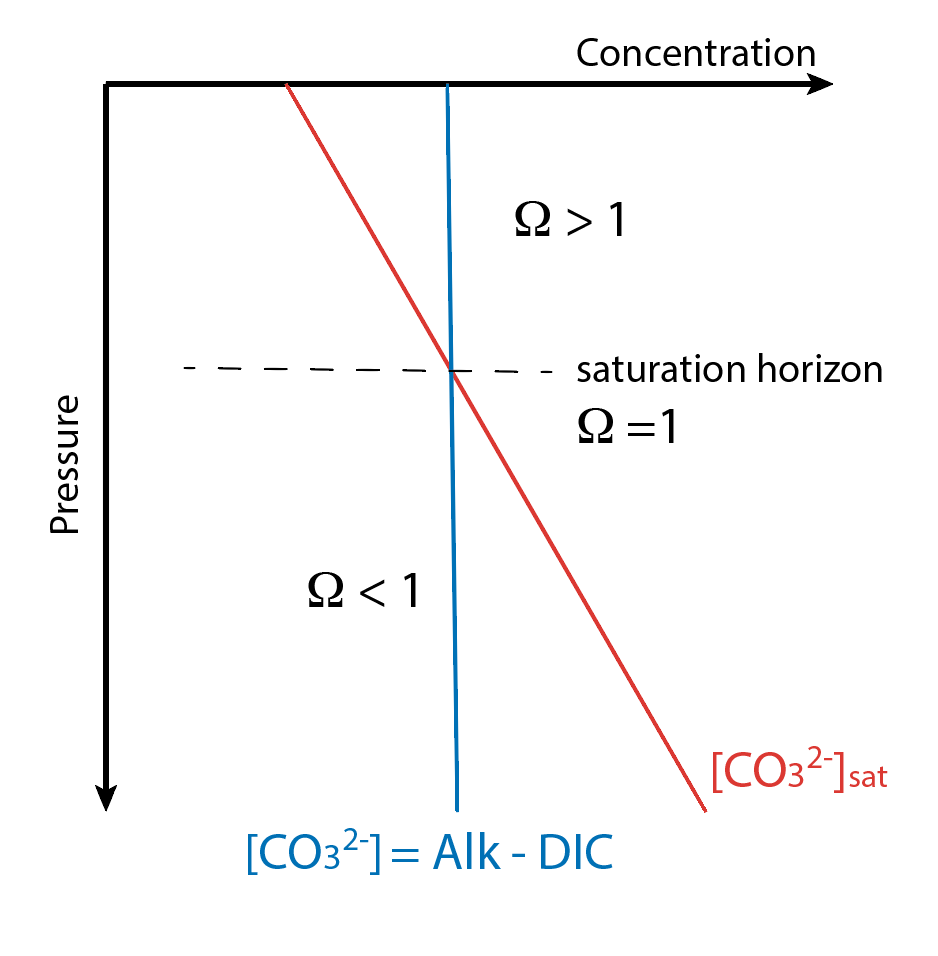 Concentration
Ω > 1
saturation horizon
Ω =1
Pressure
Ω < 1
[CO₃²⁻]sat
[CO₃²⁻] = Alk - DIC